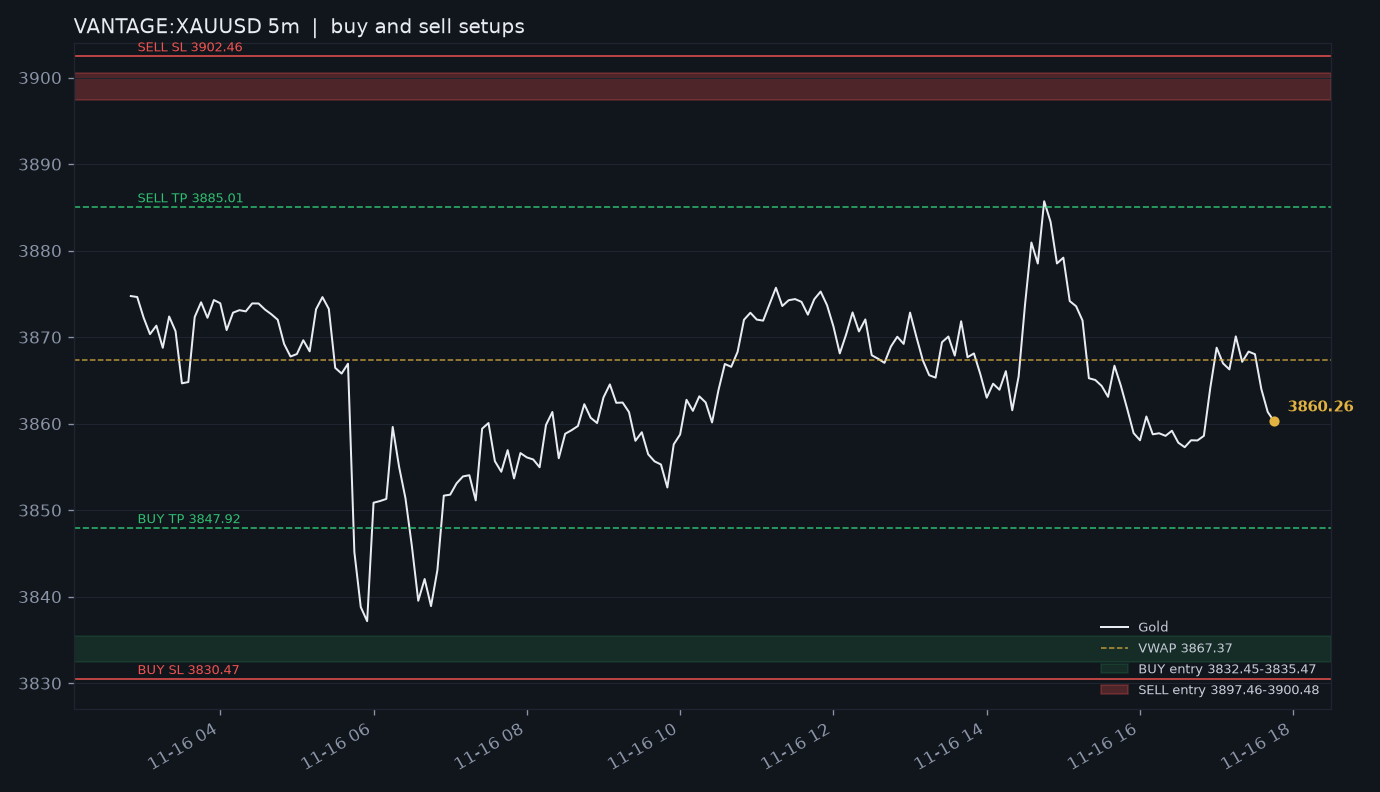 VANTAGE:XAUUSD 5m | buy and sell setups
SELL SL 3902.46
3900
3890
SELL TP 3885.01
3880
3870
3860.26
3860
3850
BUY TP 3847.92
3840
Gold
VWAP 3867.37
BUY SL 3830.47
BUY entry 3832.45-3835.47
3830
SELL entry 3897.46-3900.48
11-16 04
11-16 06
11-16 08
11-16 10
11-16 12
11-16 14
11-16 16
11-16 18